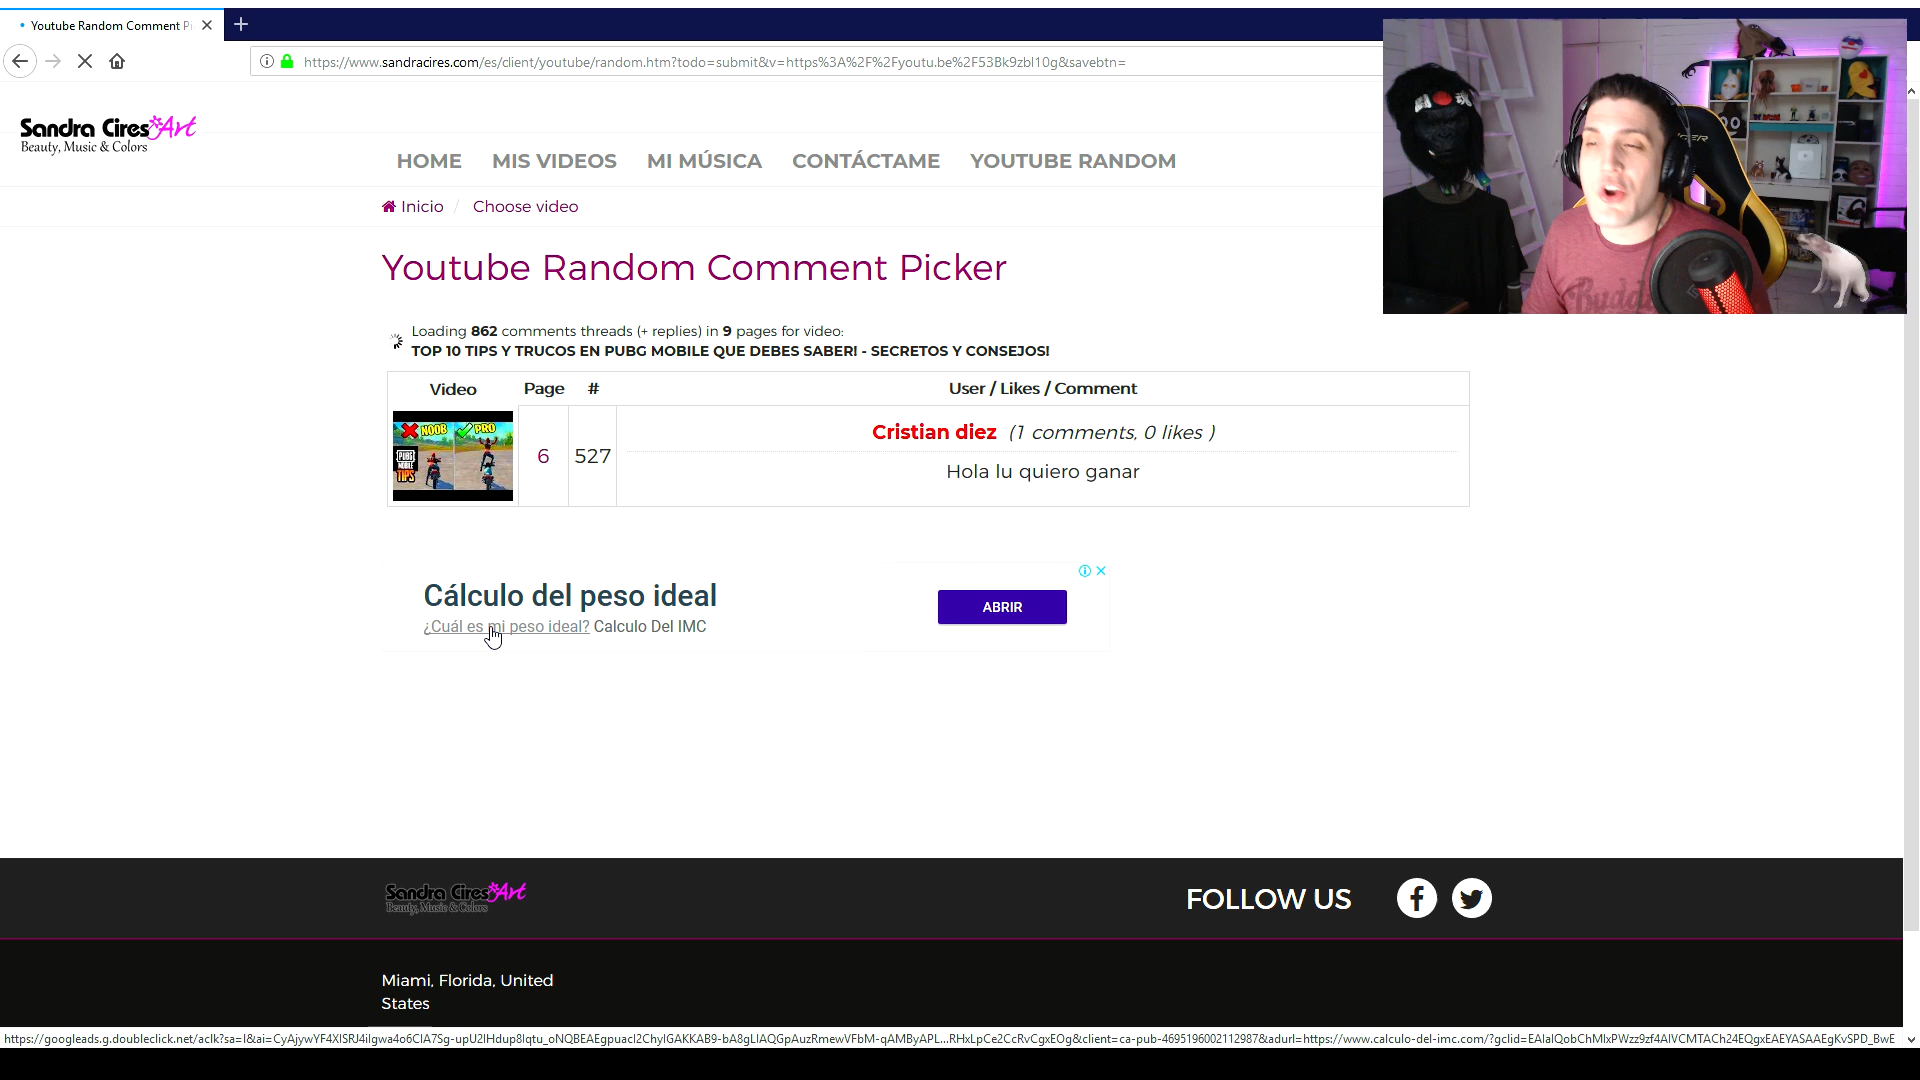 Youtube Random Comment Pi
https://www.sandracires.com/es/client/youtube/random.htm?todo=submit&v=https%3A%2F%2Fyoutu.be%2F53Bk9zbl10g&savebtn=
Sandra Cires Art
Beauty, Music & Colors
HOME MIS VIDEOS MI MÚSICA CONTÁCTAME YOUTUBE RANDOM
Inicio / Choose video
Youtube Random Comment Picker
Loading 862 comments threads (+ replies) in 9 pages for video:
TOP 10 TIPS Y TRUCOS EN PUBG MOBILE QUE DEBES SABER! - SECRETOS Y CONSEJOS!
Video Page # User / Likes / Comment
NOOB PRO
PUBG
MOBILE
TIPS
6 527
Cristian diez (1 comments, 0 likes )
Hola lu quiero ganar
Cálculo del peso ideal
¿Cuál es mi peso ideal? Calculo Del IMC
ABRIR
Sandra Cires Art
Beauty, Music & Colors
FOLLOW US
Miami, Florida, United
States